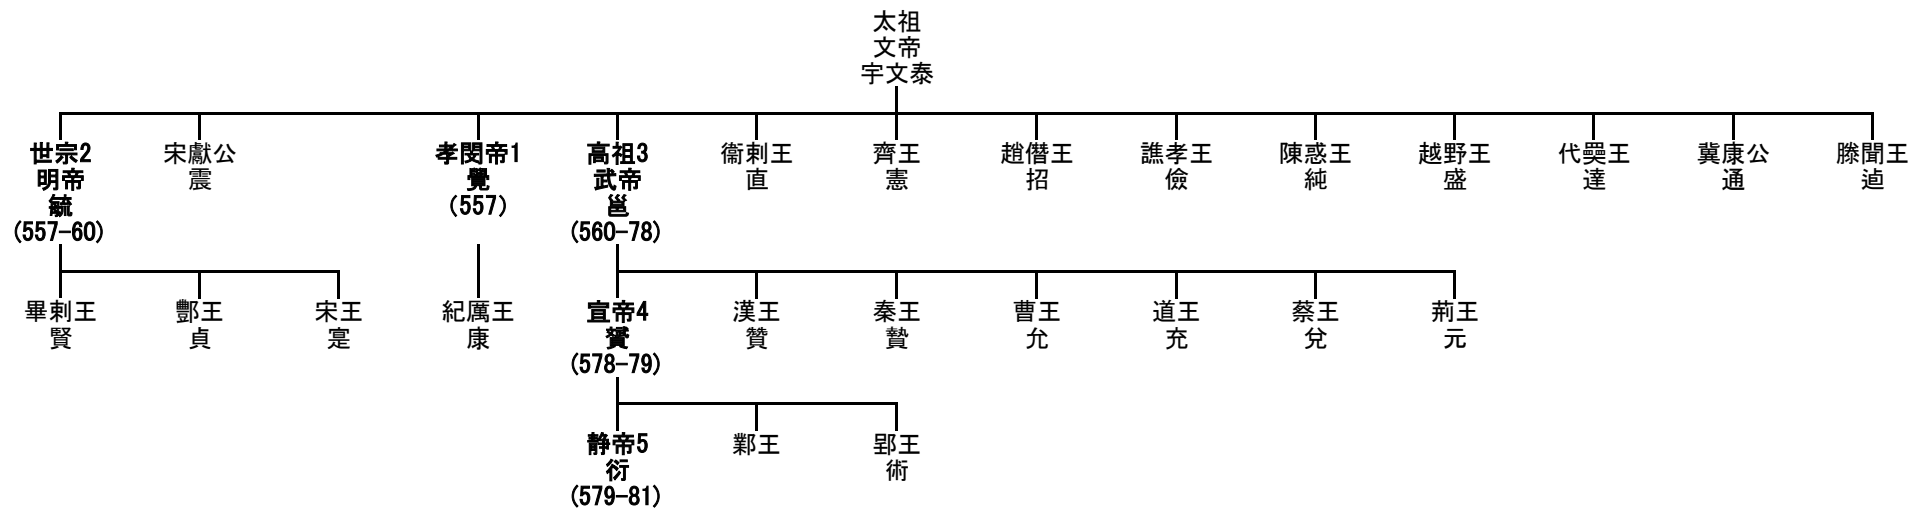 太祖
文帝
宇文泰
世宗2
明帝
毓
(557-60)
宋獻公
震
孝閔帝1
覺
(557)
高祖3
武帝
邕
(560-78)
衞剌王
直
齊王
憲
趙僭王
招
譙孝王
儉
陳惑王
純
越野王
盛
代奰王
達
冀康公
通
滕聞王
逌
畢剌王
賢
酆王
貞
宋王
寔
紀厲王
康
宣帝4
贇
(578-79)
漢王
贊
秦王
贄
曹王
允
道王
充
蔡王
兌
荊王
元
静帝5
衍
(579-81)
鄴王
郢王
術